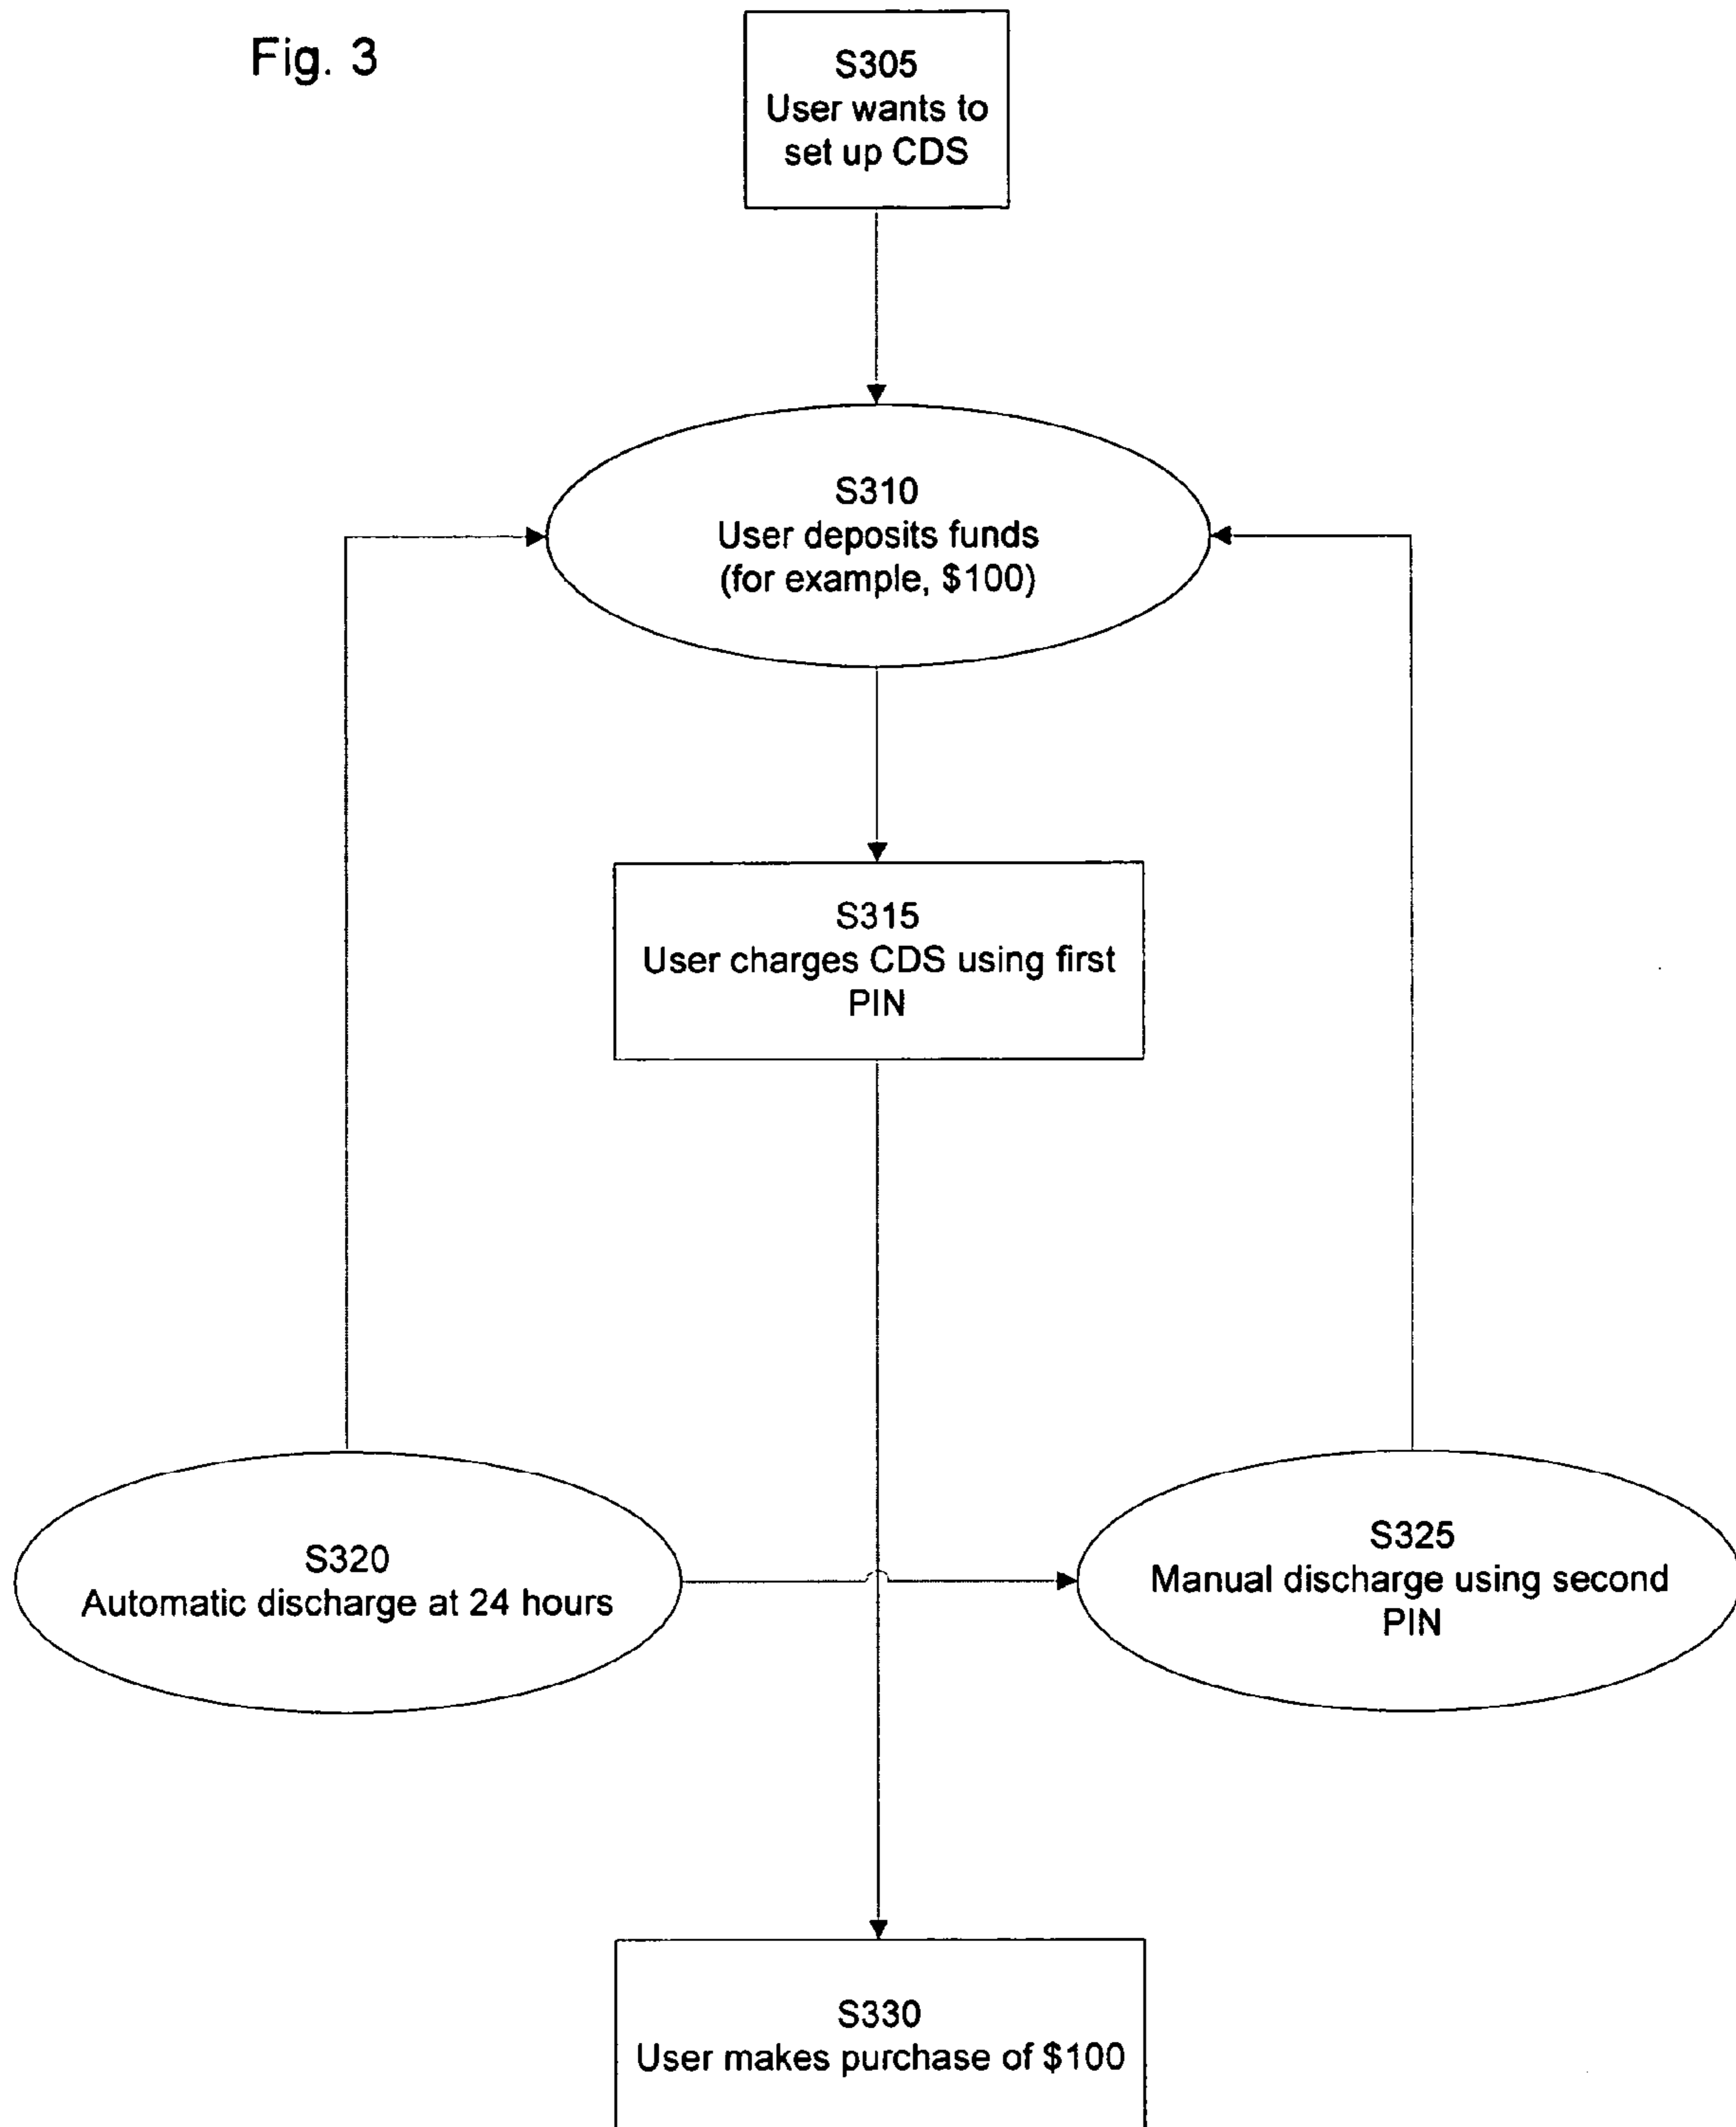 Fig. 3
S305
User wants to
set up CDS
S310
User deposits funds
(for example, $100)
S315
User charges CDS using first
PIN
S320
Automatic discharge at 24 hours
S325
Manual discharge using second
PIN
S330
User makes purchase of $100